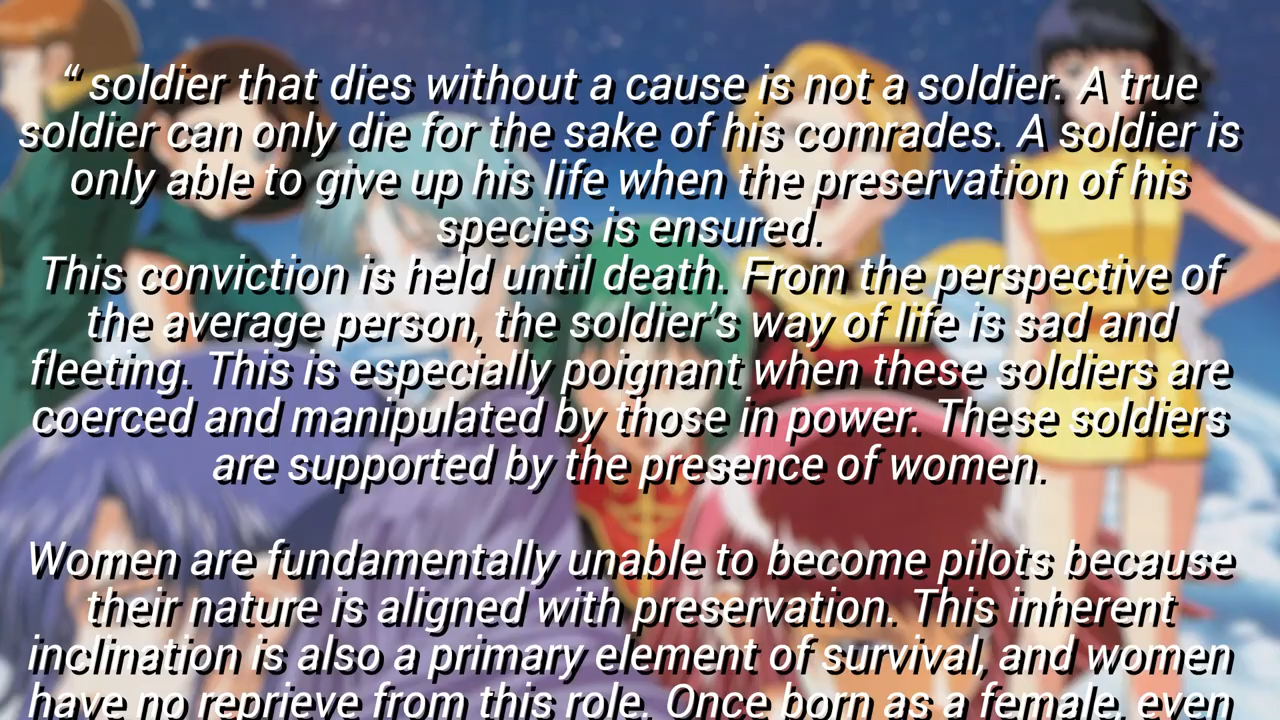 “ soldier that dies without a cause is not a soldier. A true
soldier can only die for the sake of his comrades. A soldier is
only able to give up his life when the preservation of his
species is ensured.
This conviction is held until death. From the perspective of
the average person, the soldier’s way of life is sad and
fleeting. This is especially poignant when these soldiers are
coerced and manipulated by those in power. These soldiers
are supported by the presence of women.
Women are fundamentally unable to become pilots because
their nature is aligned with preservation. This inherent
inclination is also a primary element of survival, and women
have no reprieve from this role. Once born as a female, even